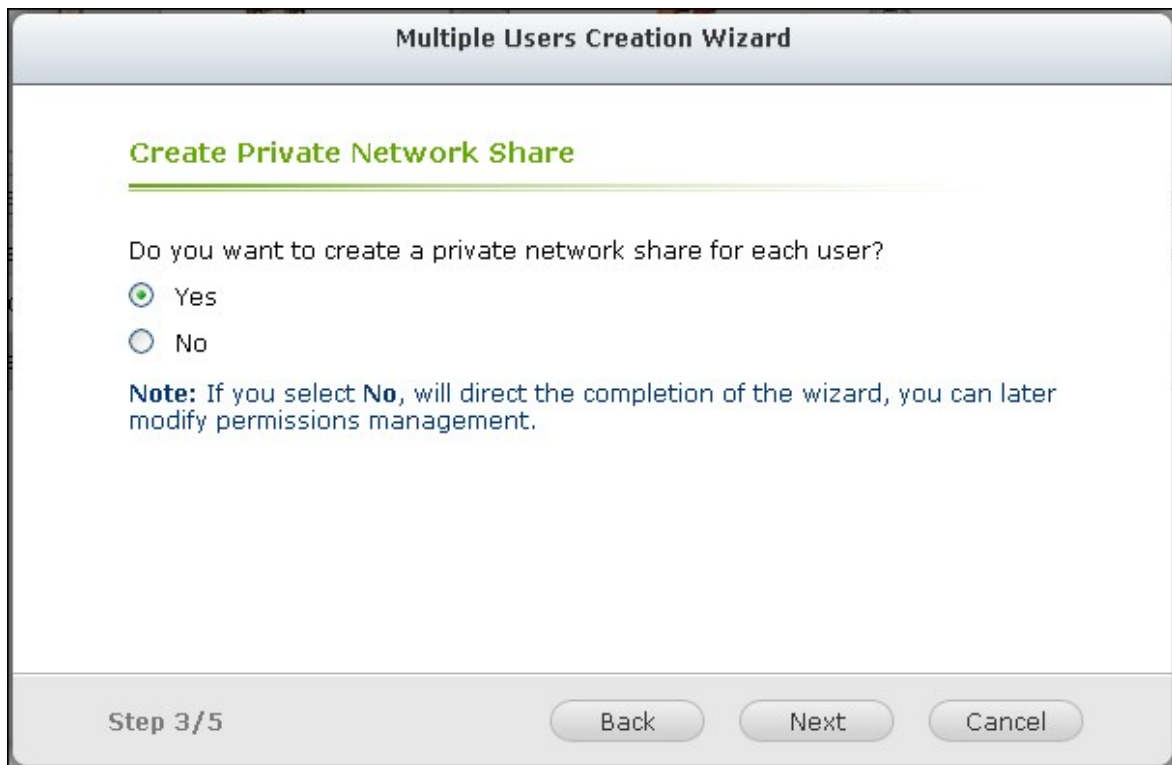 Multiple Users Creation Wizard
Create Private Network Share
Do you want to create a private network share for each user?
Yes
No
Note: If you select No, will direct the completion of the wizard, you can later
modify permissions management.
Step 3/5
Back
Next
Cancel